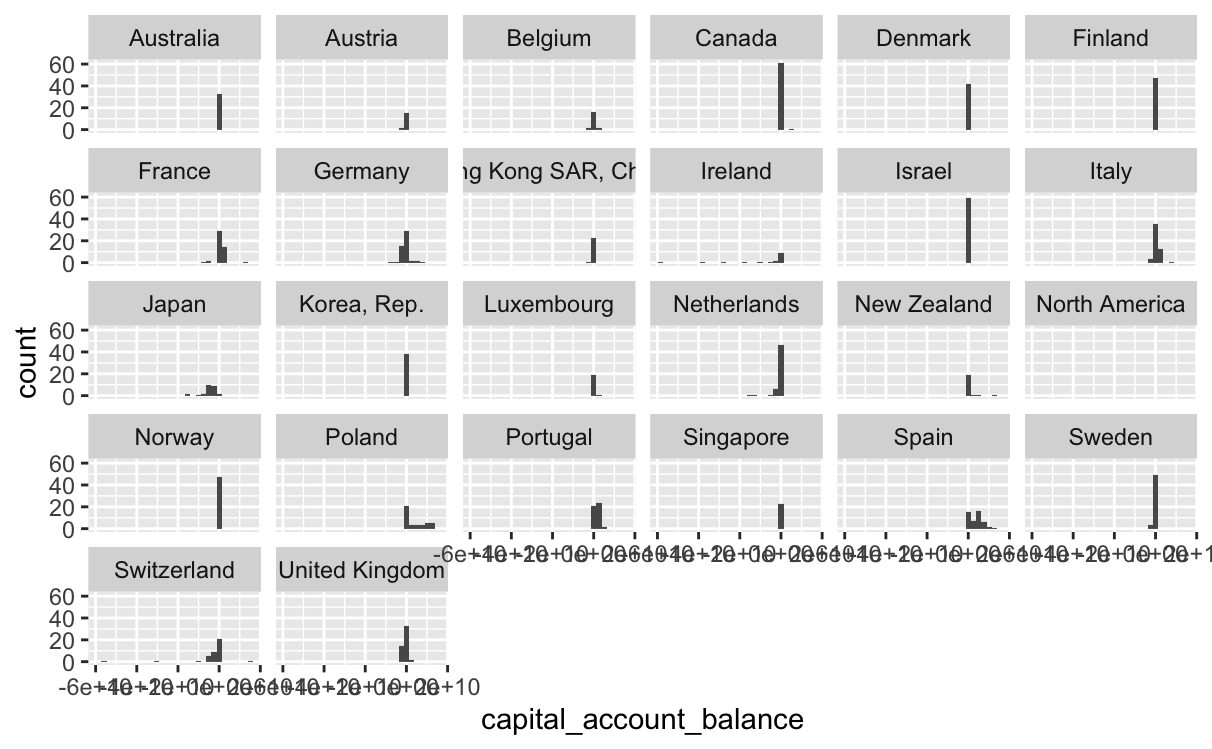 Australia Austria Belgium Canada Denmark Finland
60
40
20
0
France Germany ng Kong SAR, Ch Ireland Israel Italy
60
40
20
0
Japan Korea, Rep. Luxembourg Netherlands New Zealand North America
60
40
20
0
Norway Poland Portugal Singapore Spain Sweden
60
40
20
0
Switzerland United Kingdom
60
40
20
0
count
capital_account_balance